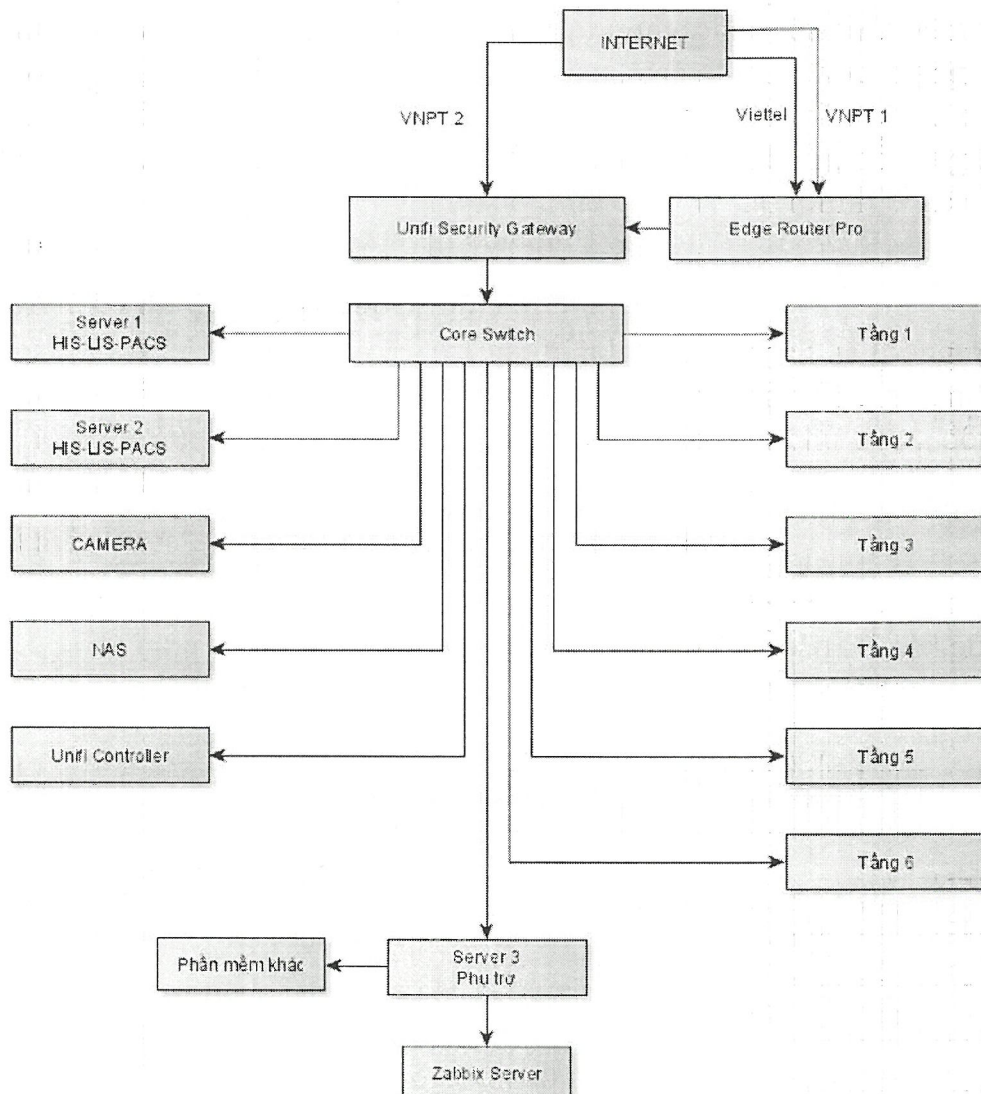 INTERNET
VNPT 2
Viettel
VNPT 1
Unifi Security Gateway
Edge Router Pro
Server 1
HIS-LIS-PACS
Core Switch
Tầng 1
Server 2
HIS-LIS-PACS
Tầng 2
CAMERA
Tầng 3
NAS
Tầng 4
Unifi Controller
Tầng 5
Tầng 6
Phần mềm khác
Server 3
Phụ trợ
Zabbix Server